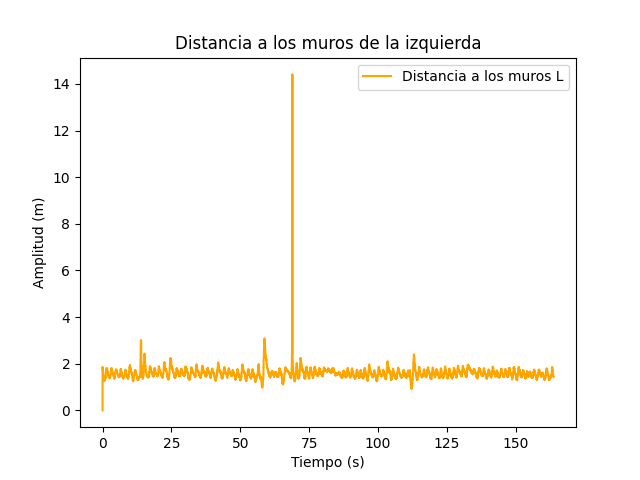 Distancia a los muros de la izquierda
Distancia a los muros L
14
12
10
8
6
4
2
0
Amplitud (m)
0 25 50 75 100 125 150
Tiempo (s)